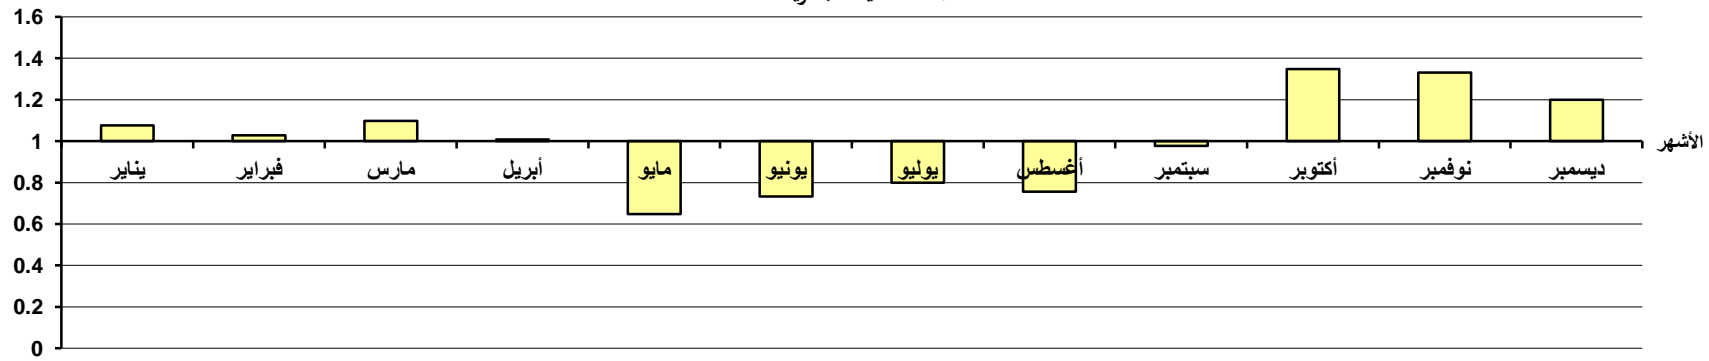 1.6
1.4
1.2
1
0.8
0.6
0.4
0.2
0
يناير
فبراير
مارس
أبريل
مايو
يونيو
يوليو
أغسطس
سبتمبر
أكتوبر
نوفمبر
ديسمبر
الأشهر